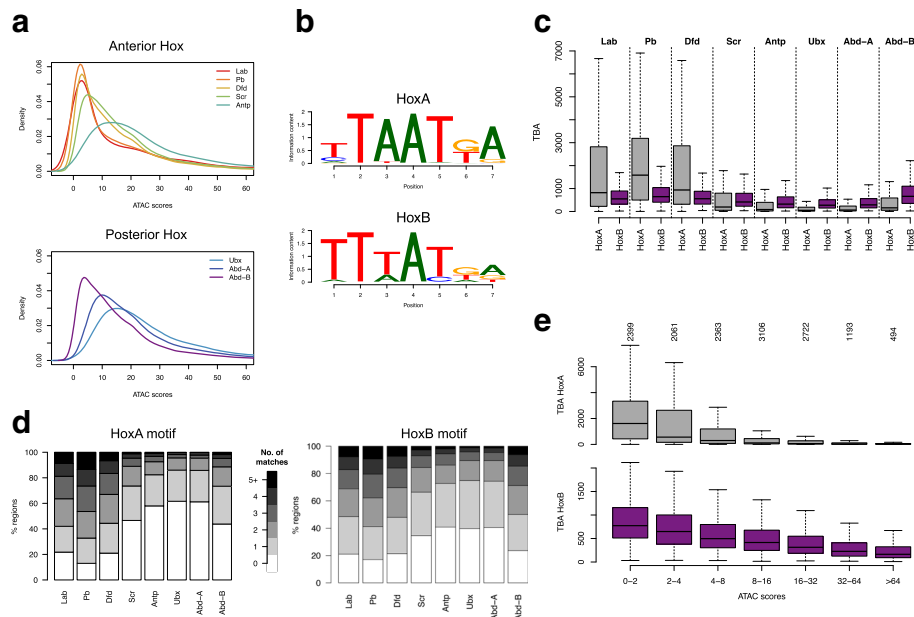 a
Anterior Hox
Density
0.00 0.02 0.04 0.06
Lab
Pb
Dfd
Scr
Antp
0 10 20 30 40 50 60
ATAC scores
Posterior Hox
Density
0.00 0.02 0.04 0.06
Ubx
Abd−A
Abd−B
0 10 20 30 40 50 60
ATAC scores
b
HoxA
Information content
2
1.5
1
0.5
0
T C T A A T G T A
1 2 3 4 5 6 7
Position
HoxB
Information content
2
1.5
1
0.5
0
T T T A A T C G T A G
1 2 3 4 5 6 7
Position
c
Lab Pb Dfd Scr Antp Ubx Abd−A Abd−B
TBA
0 1000 3000 5000 7000
HoxA HoxB HoxA HoxB HoxA HoxB HoxA HoxB HoxA HoxB HoxA HoxB HoxA HoxB HoxA HoxB
d
HoxA motif
% regions
100
80
60
40
20
0
Lab Pb Dfd Scr Antp Ubx Abd−A Abd−B
No. of
matches
5+
4
3
2
1
0
HoxB motif
% regions
100
80
60
40
20
0
Lab Pb Dfd Scr Antp Ubx Abd−A Abd−B
e
2399 2061 2363 3106 2722 1193 494
TBA HoxA
0 2000 6000
TBA HoxB
0 500 1500
0−2 2−4 4−8 8−16 16−32 32−64 >64
ATAC scores